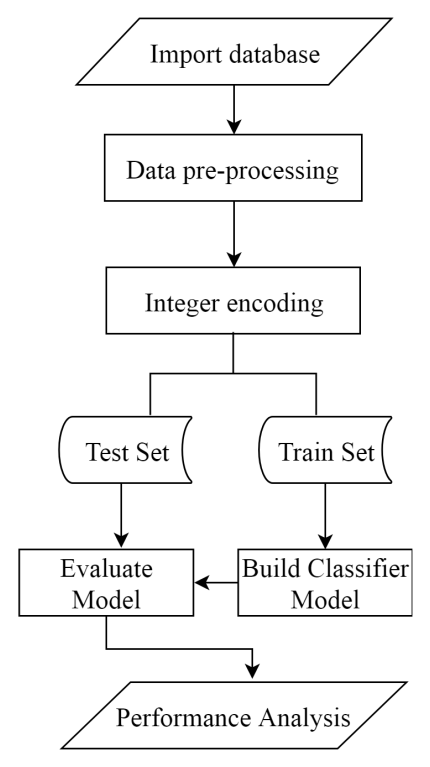 Import database
Data pre-processing
Integer encoding
Test Set
Train Set
Evaluate
Model
Build Classifier
Model
Performance Analysis